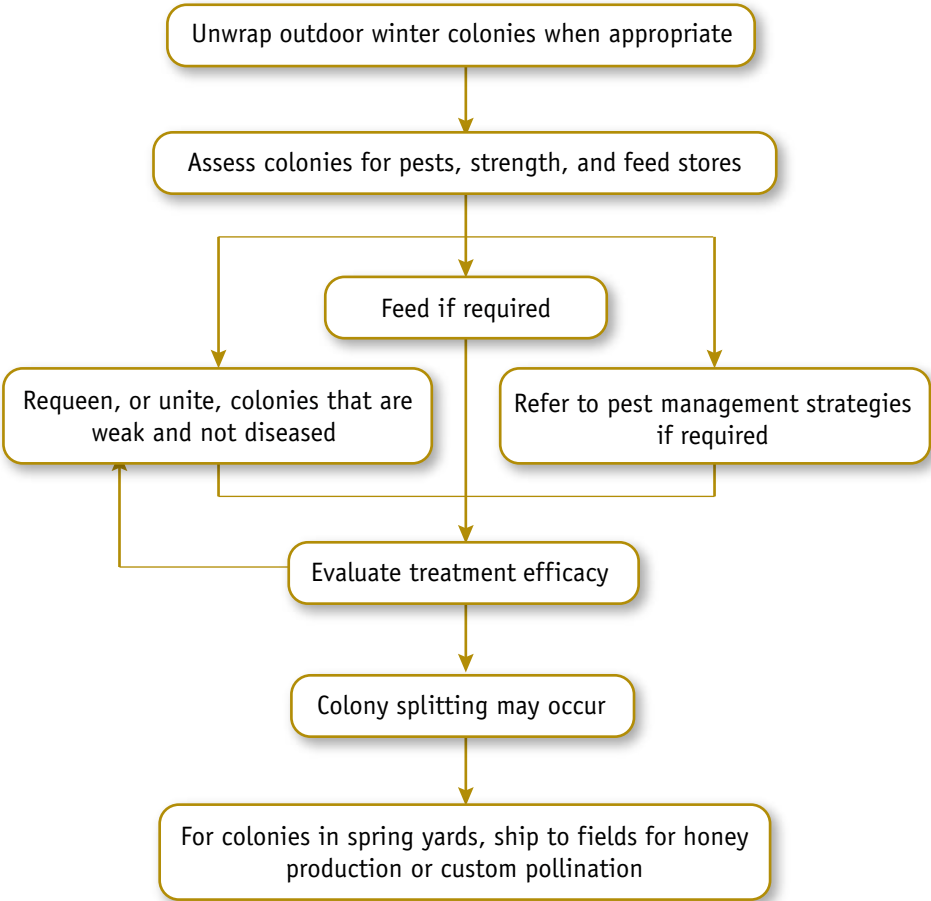 Unwrap outdoor winter colonies when appropriate
Assess colonies for pests, strength, and feed stores
Feed if required
Requeen, or unite, colonies that are
weak and not diseased
Refer to pest management strategies
if required
Evaluate treatment efficacy
Colony splitting may occur
For colonies in spring yards, ship to fields for honey
production or custom pollination